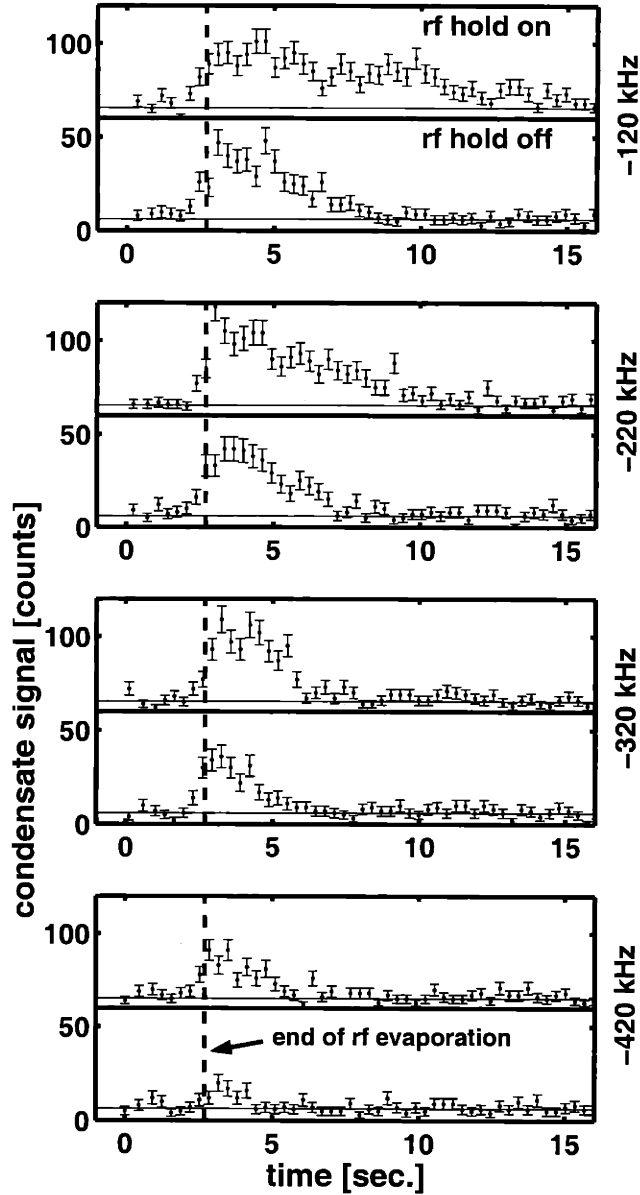 100
rf hold on
50
rf hold off
0
0 5 10 15
−120 kHz
100
50
0
0 5 10 15
−220 kHz
condensate signal [counts]
100
50
0
0 5 10 15
−320 kHz
100
50
end of rf evaporation
0
0 5 10 15
−420 kHz
time [sec.]